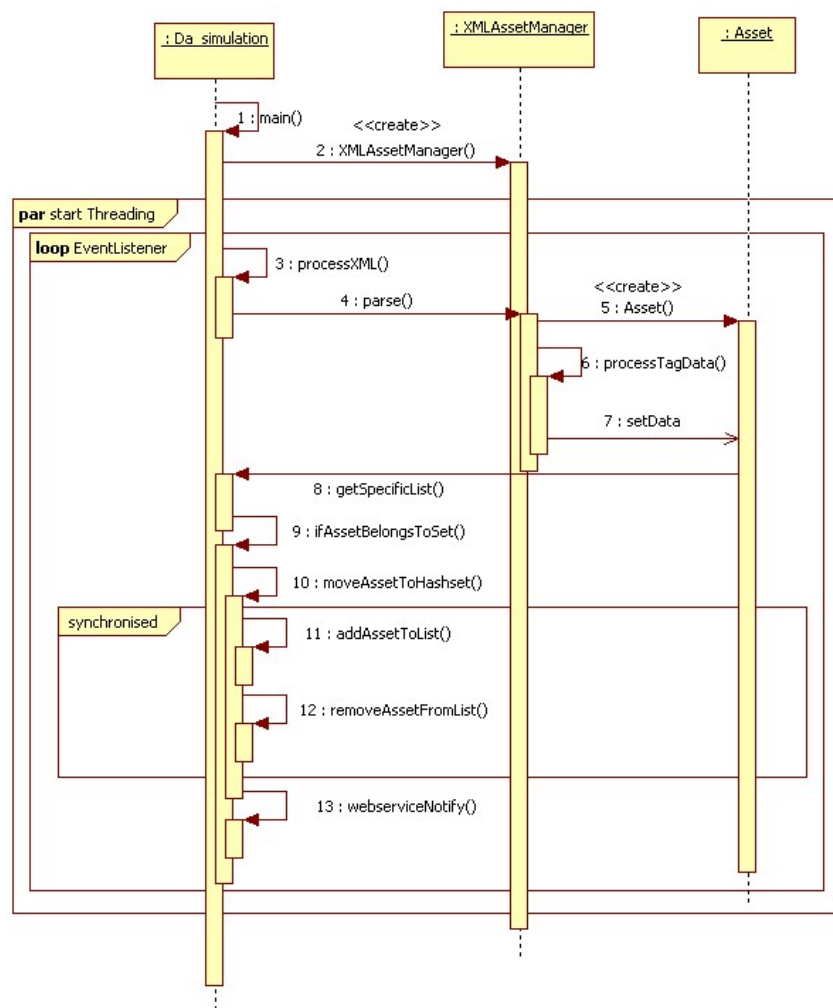 : Da_simulation
: XMLAssetManager
: Asset
1 : main()
<<create>>
2 : XMLAssetManager()
par start Threading
loop EventListener
3 : processXML()
<<create>>
4 : parse()
5 : Asset()
6 : processTagData()
7 : setData
8 : getSpecificList()
9 : ifAssetBelongsToSet()
10 : moveAssetToHashset()
synchronised
11 : addAssetToList()
12 : removeAssetFromList()
13 : webserviceNotify()